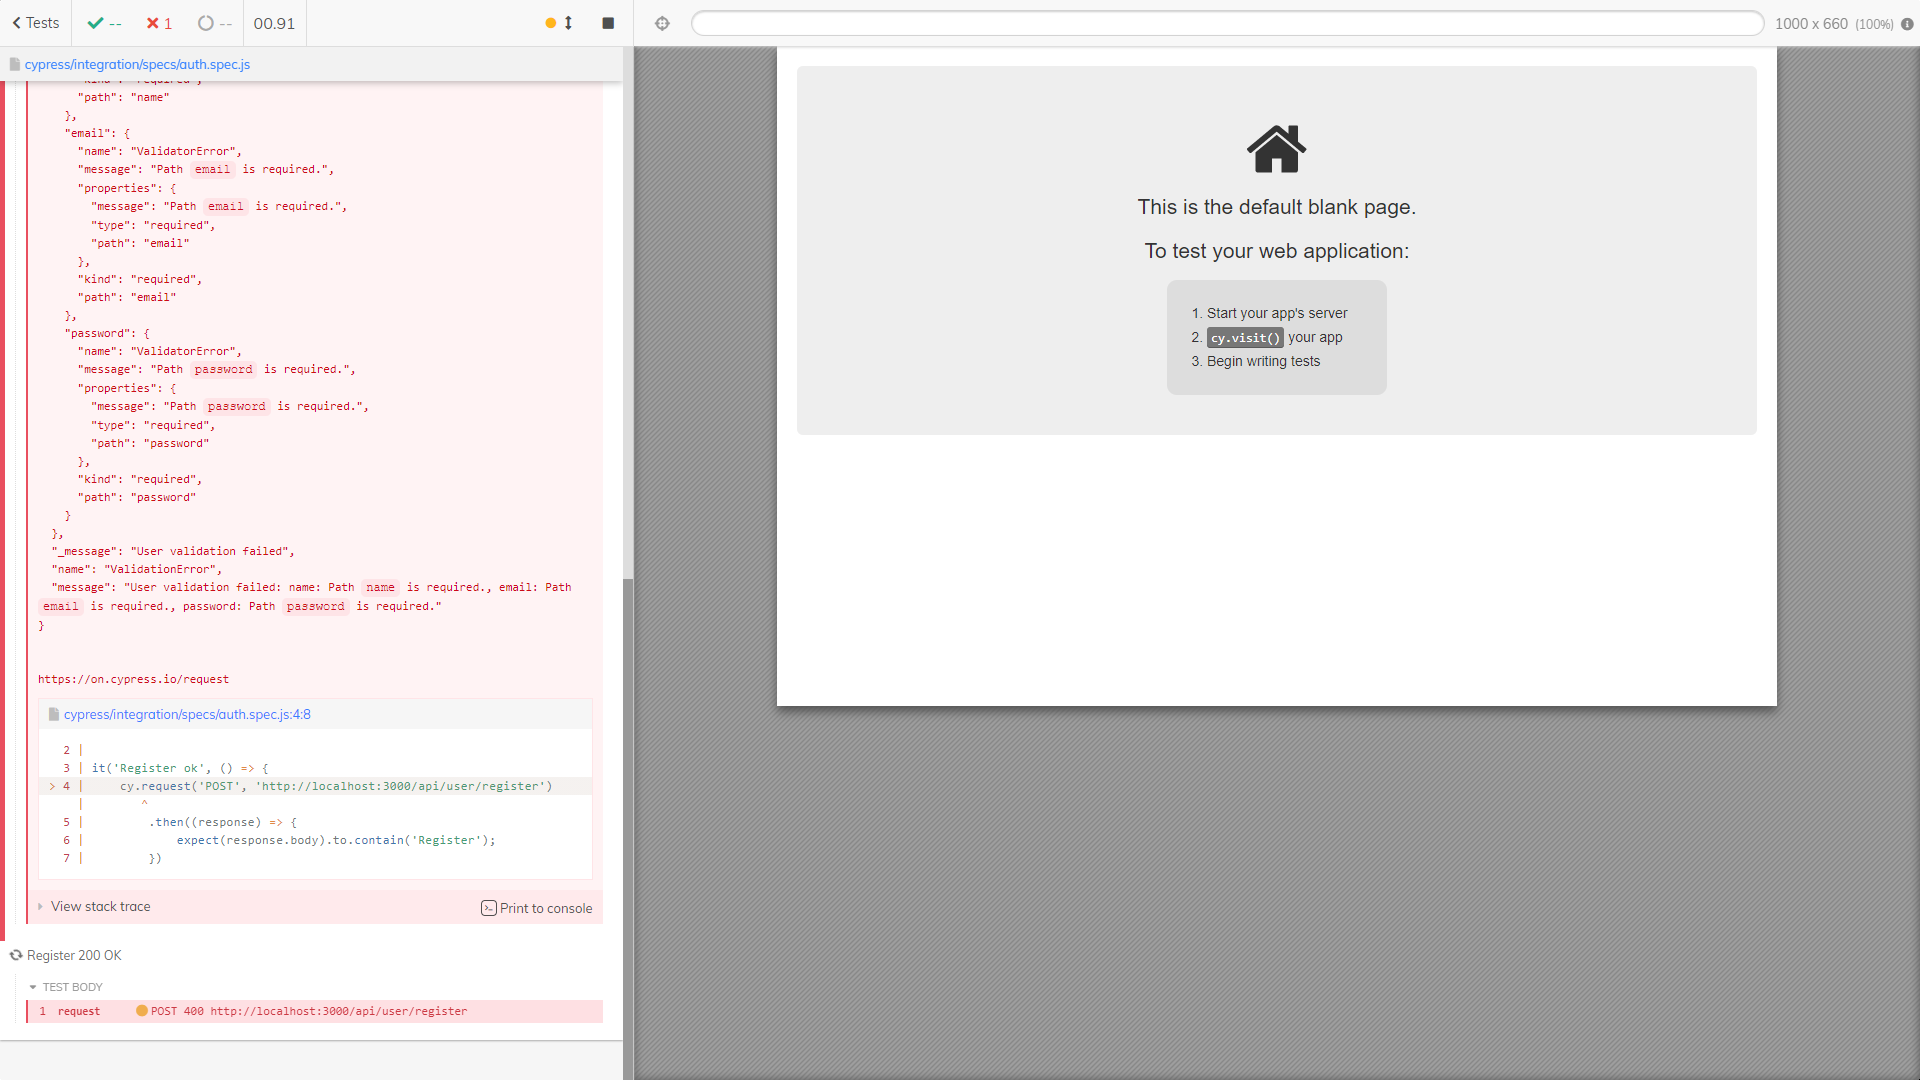 Tests
--
1
--
00.91
1000 x 660 (100%)
cypress/integration/specs/auth.spec.js
"kind": "required",
"path": "name"
},
"email": {
"name": "ValidatorError",
"message": "Path email is required.",
"properties": {
"message": "Path email is required.",
"type": "required",
"path": "email"
},
"kind": "required",
"path": "email"
},
"password": {
"name": "ValidatorError",
"message": "Path password is required.",
"properties": {
"message": "Path password is required.",
"type": "required",
"path": "password"
},
"kind": "required",
"path": "password"
}
},
"_message": "User validation failed",
"name": "ValidationError",
"message": "User validation failed: name: Path name is required., email: Path
email is required., password: Path password is required."
}
https://on.cypress.io/request
cypress/integration/specs/auth.spec.js:4:8
2 |
3 | it('Register ok', () => {
> 4 | cy.request('POST', 'http://localhost:3000/api/user/register')
| ^
5 | .then((response) => {
6 | expect(response.body).to.contain('Register');
7 | })
View stack trace
Print to console
Register 200 OK
TEST BODY
1 request POST 400 http://localhost:3000/api/user/register
This is the default blank page.
To test your web application:
1. Start your app's server
2. cy.visit() your app
3. Begin writing tests